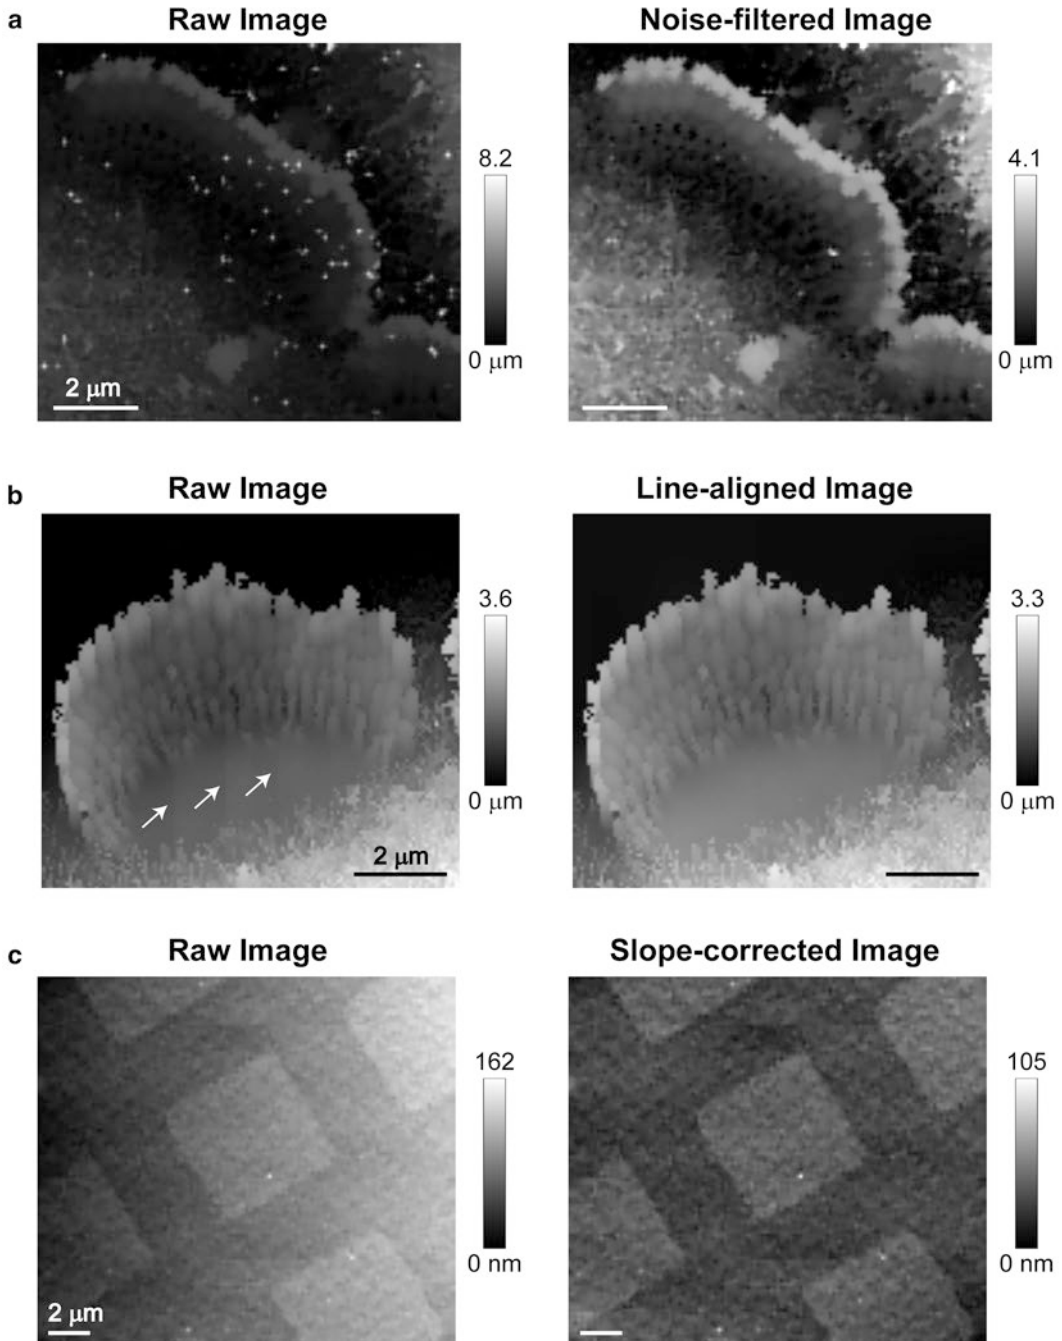 a
Raw Image
Noise-filtered Image
8.2
0 μm
2 μm
4.1
0 μm
b
Raw Image
Line-aligned Image
3.6
0 μm
2 μm
3.3
0 μm
c
Raw Image
Slope-corrected Image
162
0 nm
2 μm
105
0 nm